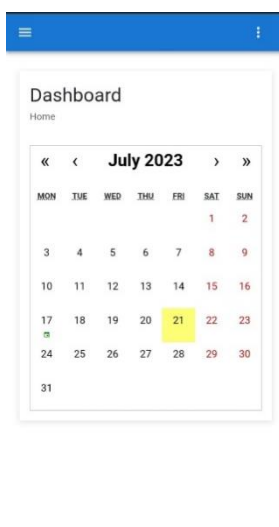 Dashboard
Home
« ‹ July 2023 › »
MON TUE WED THU FRI SAT SUN
1 2
3 4 5 6 7 8 9
10 11 12 13 14 15 16
17 18 19 20 21 22 23
24 25 26 27 28 29 30
31